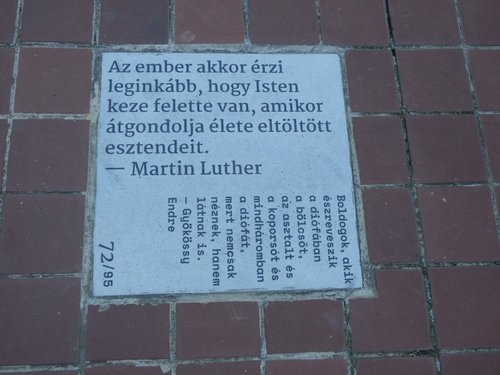 Az ember akkor érzi
leginkább, hogy Isten
keze felette van, amikor
átgondolja élete eltöltött
esztendeit.
— Martin Luther
Boldogok, akik
észreveszik
a diófában
a bölcsőt,
az asztalt és
a koporsót és
mindháromban
a diófát,
mert nemcsak
néznek, hanem
látnak is.
— Gyökössy
Endre
72/95